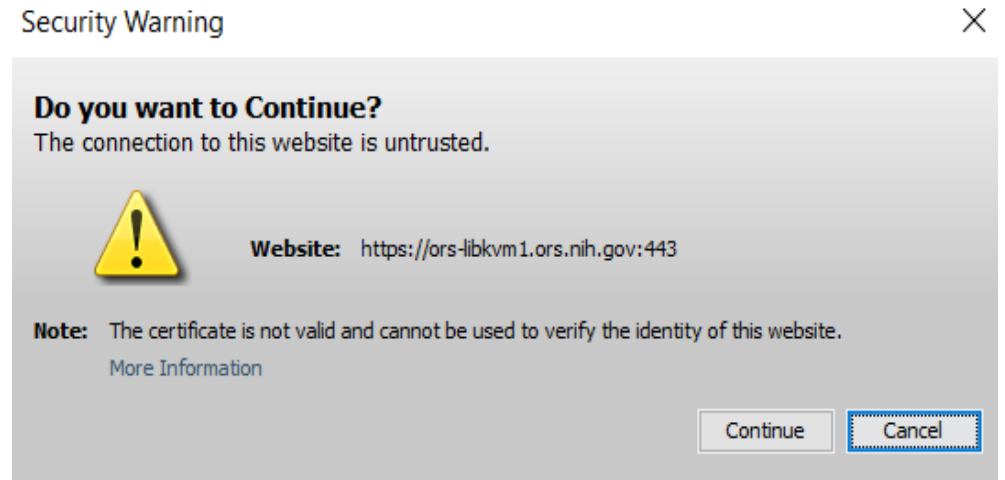 Security Warning
Do you want to Continue?
The connection to this website is untrusted.
Website: https://ors-libkvm1.ors.nih.gov:443
Note: The certificate is not valid and cannot be used to verify the identity of this website.
More Information
Continue Cancel